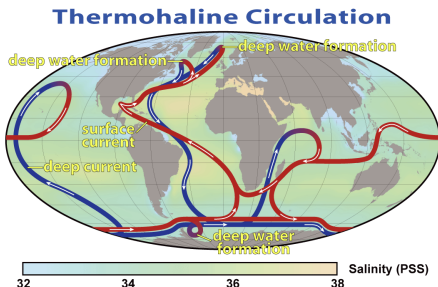 Thermohaline Circulation
deep water formation
deep water formation
surface
current
deep current
deep water
formation
Salinity (PSS)
32 34 36 38